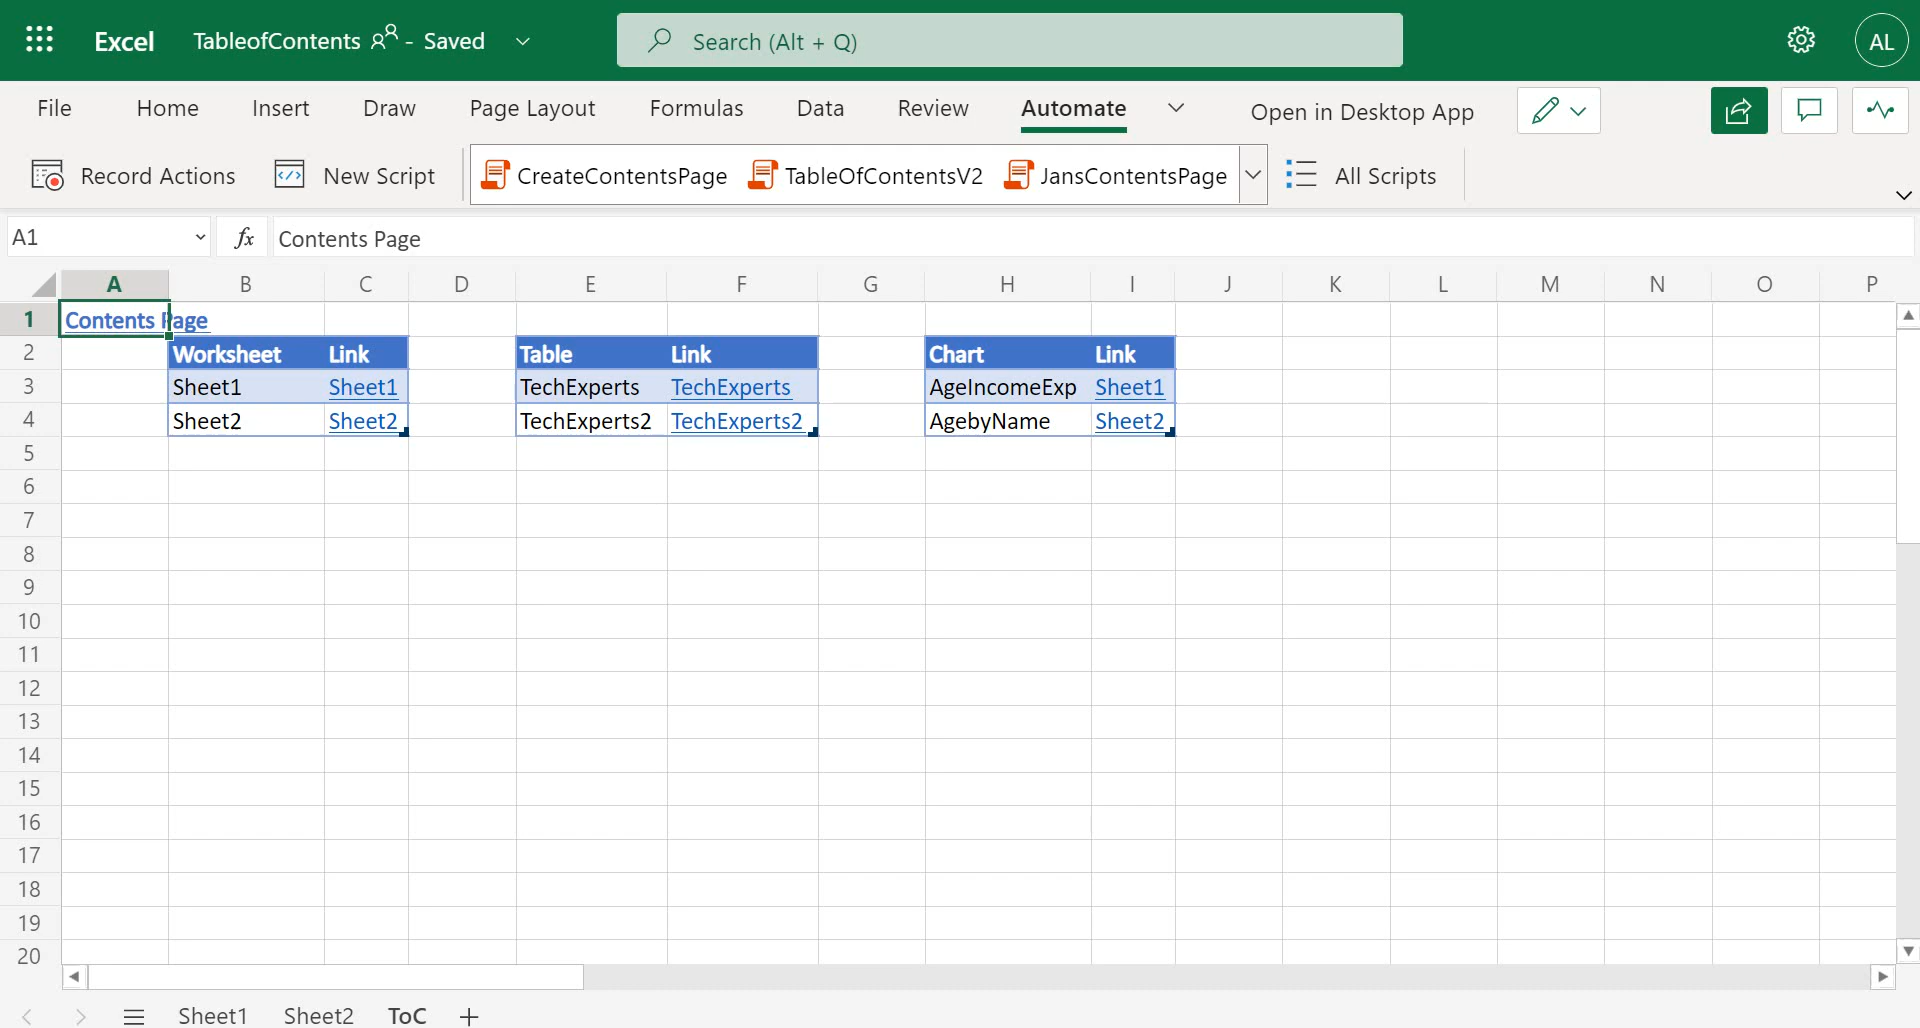 Excel TableofContents - Saved Search (Alt + Q) AL
File Home Insert Draw Page Layout Formulas Data Review Automate Open in Desktop App
Record Actions New Script CreateContentsPage TableOfContentsV2 JansContentsPage All Scripts
A1 fx Contents Page
A B C D E F G H I J K L M N O P
1 Contents Page
2 Worksheet Link Table Link Chart Link
3 Sheet1 Sheet1 TechExperts TechExperts AgeIncomeExp Sheet1
4 Sheet2 Sheet2 TechExperts2 TechExperts2 AgebyName Sheet2
5
6
7
8
9
10
11
12
13
14
15
16
17
18
19
20
Sheet1 Sheet2 ToC